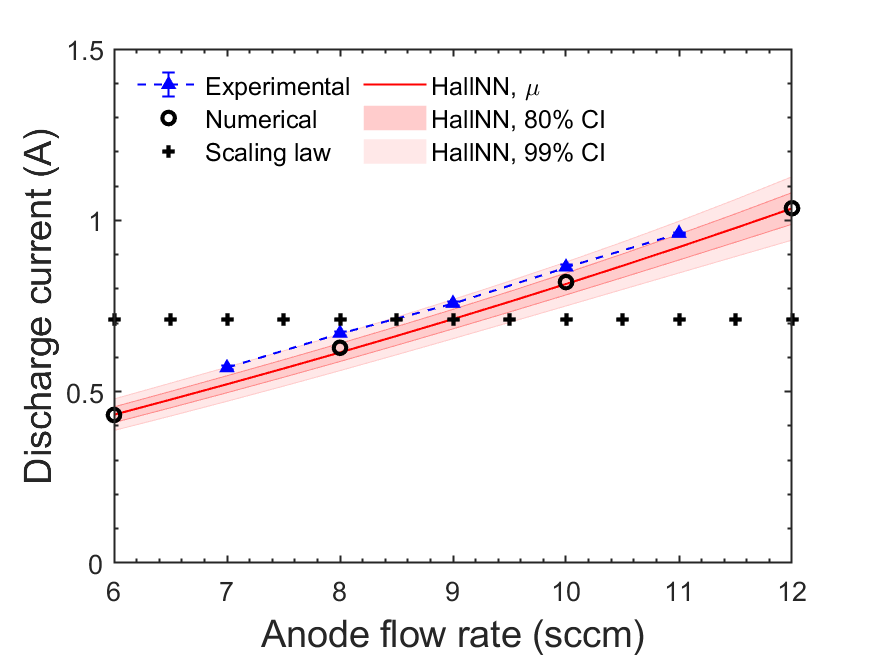 1.5
1
0.5
0
Discharge current (A)
Experimental
Numerical
Scaling law
HallNN, μ
HallNN, 80% CI
HallNN, 99% CI
6 7 8 9 10 11 12
Anode flow rate (sccm)